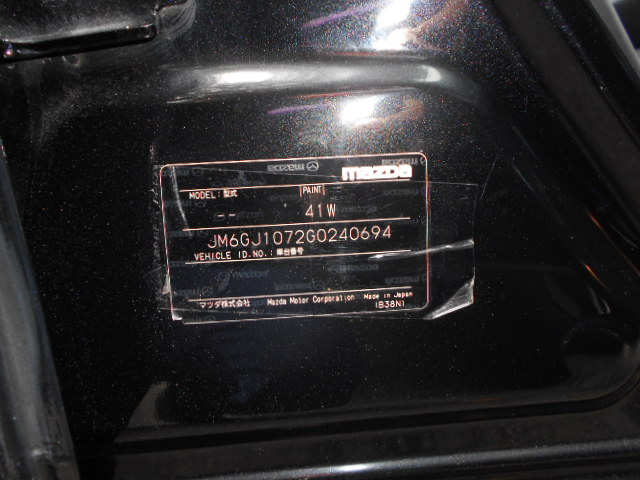 mazda
MODEL:型式 PAINT
-- 41W
JM6GJ1072G0240694
VEHICLE ID.NO.:車台番号
マツダ株式会社 Mazda Motor Corporation Made in Japan
IB38N1